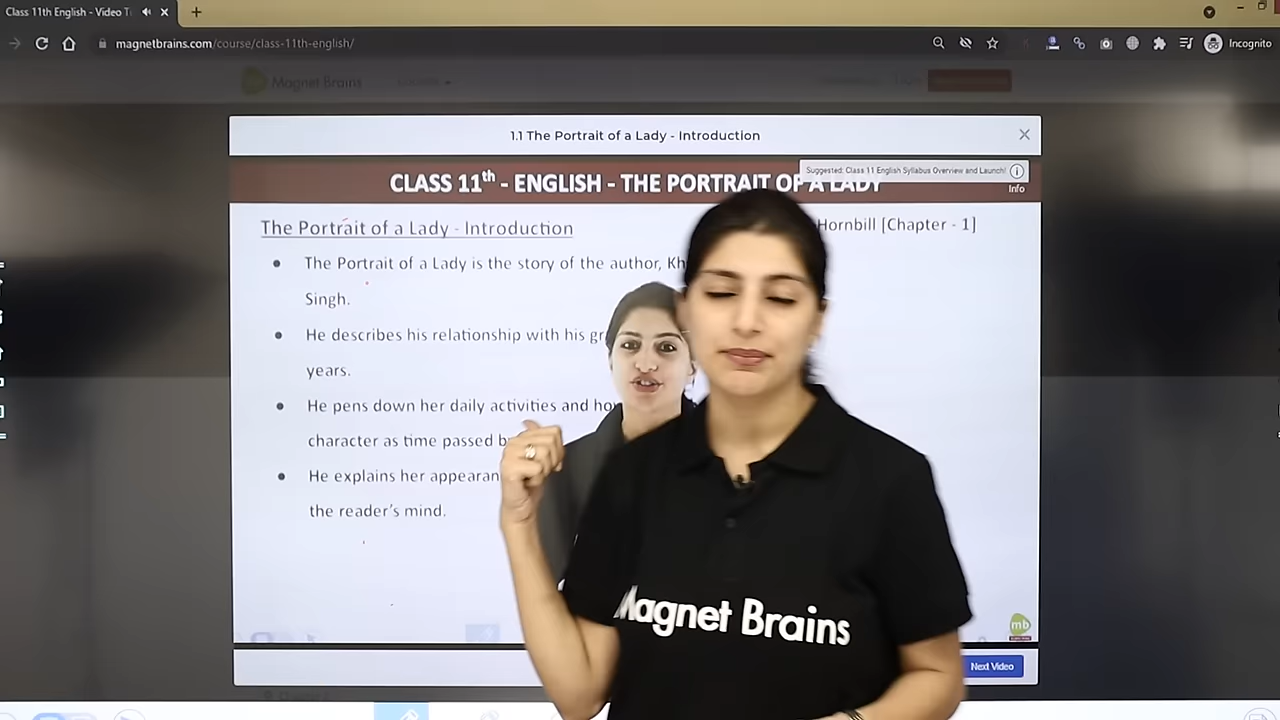 Class 11th English - Video T
magnetbrains.com/course/class-11th-english/
Incognito
Magnet Brains
1.1 The Portrait of a Lady - Introduction
Suggested: Class 11 English Syllabus Overview and Launch!
CLASS 11th - ENGLISH - THE PORTRAIT OF A LADY
Info
The Portrait of a Lady - Introduction
Hornbill [Chapter - 1]
The Portrait of a Lady is the story of the author, Kh
Singh.
He describes his relationship with his gr
years.
He pens down her daily activities and ho
character as time passed b
He explains her appearan
the reader's mind.
Magnet Brains
mb
Next Video